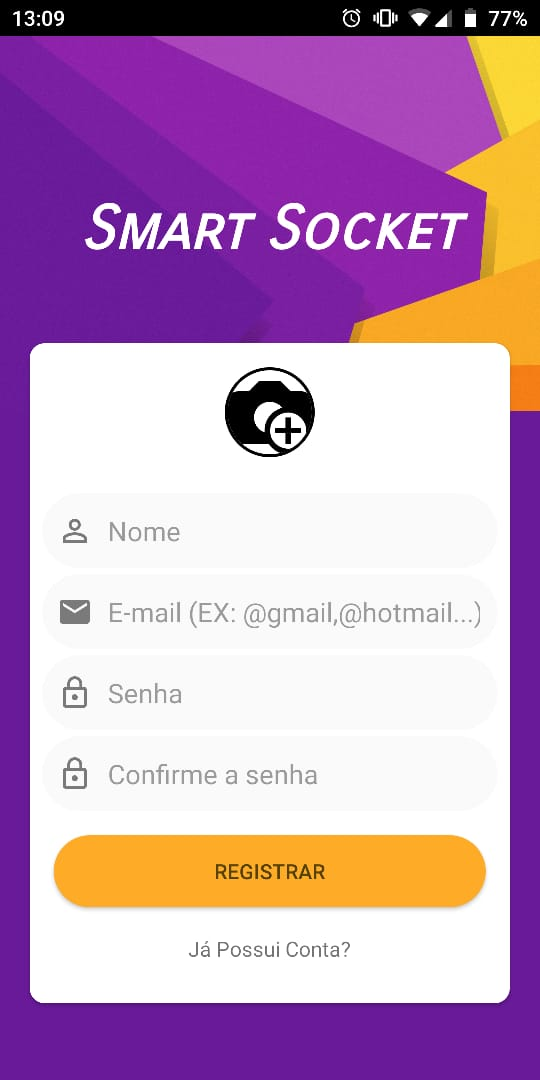 13:09
77%
Smart Socket
Nome
E-mail (EX: @gmail,@hotmail...)
Senha
Confirme a senha
REGISTRAR
Já Possui Conta?